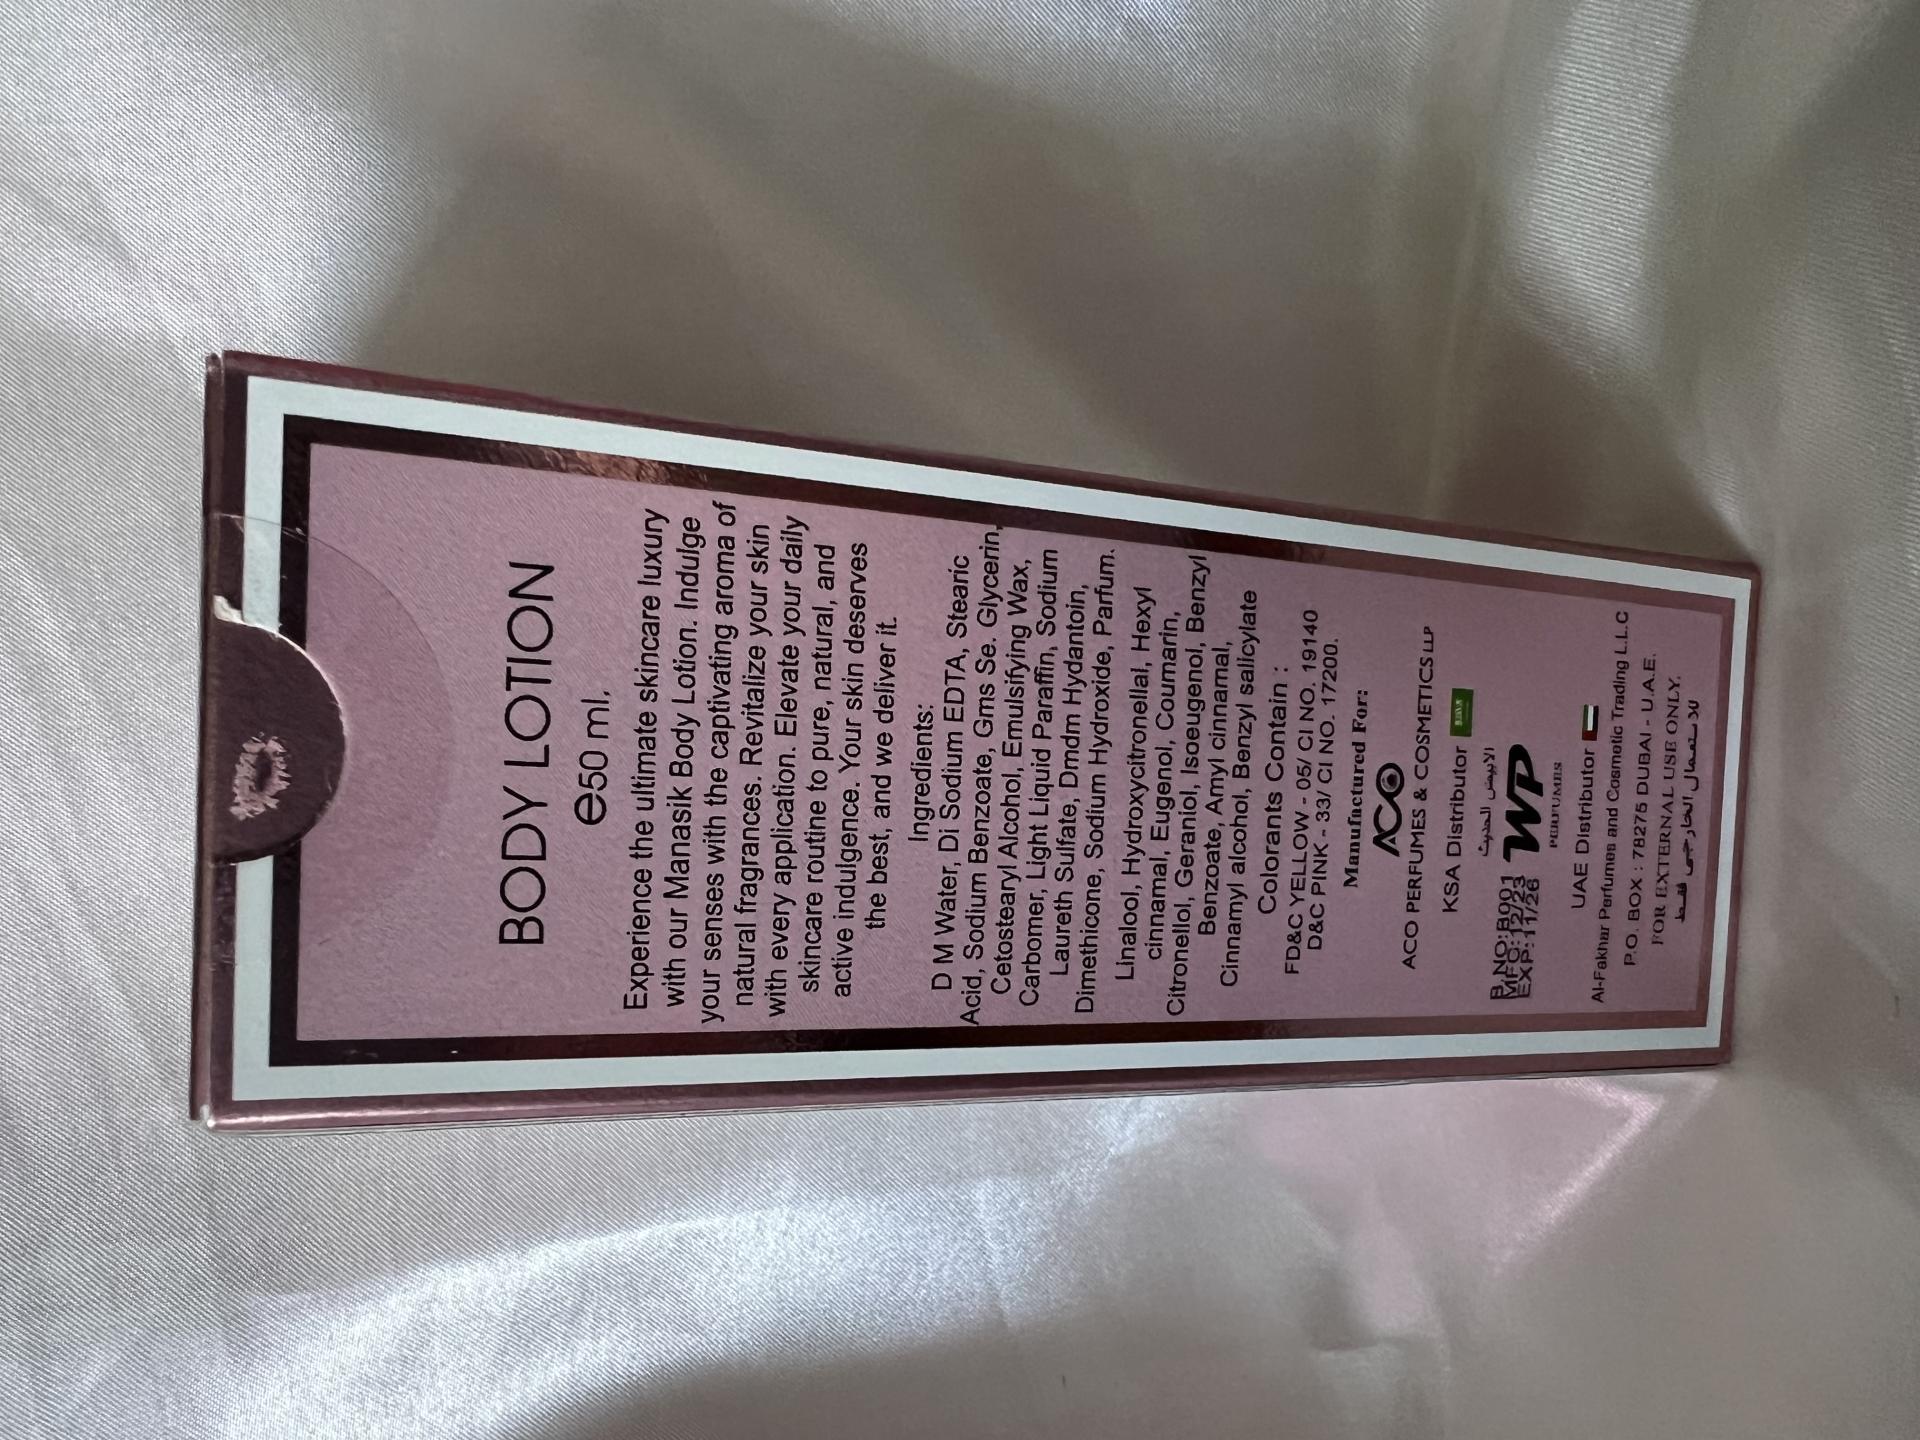 BODY LOTION
e50 ml.
Experience the ultimate skincare luxury
with our Manasik Body Lotion. Indulge
your senses with the captivating aroma of
natural fragrances. Revitalize your skin
with every application. Elevate your daily
skincare routine to pure, natural, and
active indulgence. Your skin deserves
the best, and we deliver it.
Ingredients:
D M Water, Di Sodium EDTA, Stearic
Acid, Sodium Benzoate, Gms Se. Glycerin,
Cetostearyl Alcohol, Emulsifying Wax,
Carbomer, Light Liquid Paraffin, Sodium
Laureth Sulfate, Dmdm Hydantoin,
Dimethicone, Sodium Hydroxide, Parfum.
Linalool, Hydroxycitronellal, Hexyl
cinnamal, Eugenol, Coumarin,
Citronellol, Geraniol, Isoeugenol, Benzyl
Benzoate, Amyl cinnamal,
Cinnamyl alcohol, Benzyl salicylate
Colorants Contain :
FD&C YELLOW - 05/ CI NO. 19140
D&C PINK - 33/ CI NO. 17200.
Manufactured For:
ACO
ACO PERFUMES & COSMETICS LLP
KSA Distributor
الابيض الحديث
WP
PERFUMES
B.NO:B001
MFG:12/23
EXP:11/26
UAE Distributor
Al-Fakhar Perfumes and Cosmetic Trading L.L.C
P.O. BOX : 78275 DUBAI - U.A.E.
FOR EXTERNAL USE ONLY.
للاستعمال الخارجي فقط